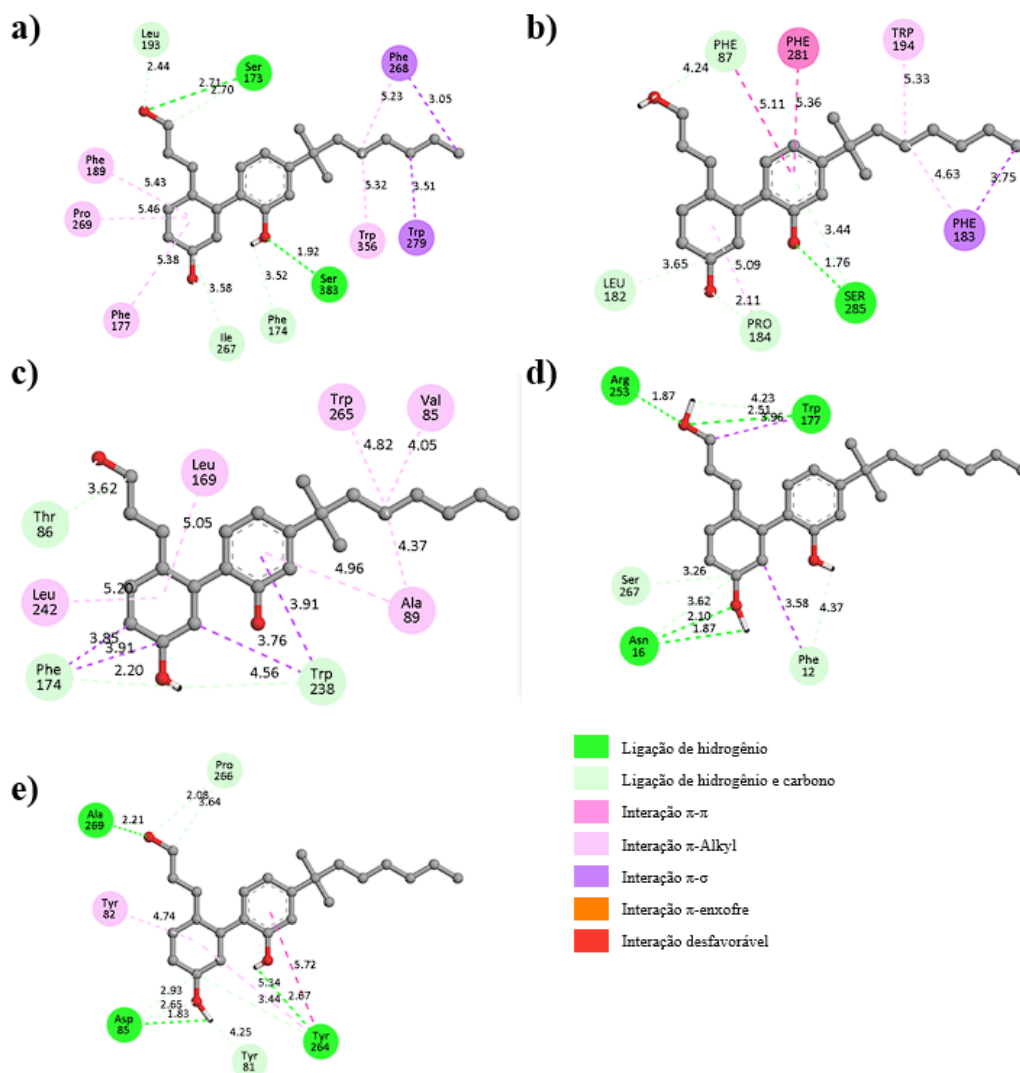 a)
Leu
193
2.44
Ser
173
2.71
2.70
Phe
268
5.23
3.05
Phe
189
5.43
Pro
269
5.46
5.32
3.51
5.38
1.92
Trp
356
Trp
279
3.52
Ser
383
3.58
Phe
177
Phe
174
Ile
267
b)
PHE
87
4.24
PHE
281
TRP
194
5.33
5.11
5.36
4.63
3.75
3.44
PHE
183
3.65
5.09
1.76
LEU
182
2.11
SER
285
PRO
184
c)
Trp
265
Val
85
4.82
4.05
Leu
169
3.62
Thr
86
5.05
4.37
4.96
5.20
Leu
242
3.91
Ala
89
3.85
3.91
3.76
Phe
174
2.20
4.56
Trp
238
d)
Arg
253
1.87
4.23
2.51
3.96
Trp
177
Ser
267
3.26
3.62
3.58
4.37
2.10
Asn
16
1.87
Phe
12
e)
Pro
266
2.08
3.64
Ala
269
2.21
Tyr
82
4.74
5.72
2.93
5.34
2.65
3.44
2.67
1.83
Asp
85
4.25
Tyr
264
Tyr
81
Ligação de hidrogênio
Ligação de hidrogênio e carbono
Interação π-π
Interação π-Alkyl
Interação π-σ
Interação π-enxofre
Interação desfavorável